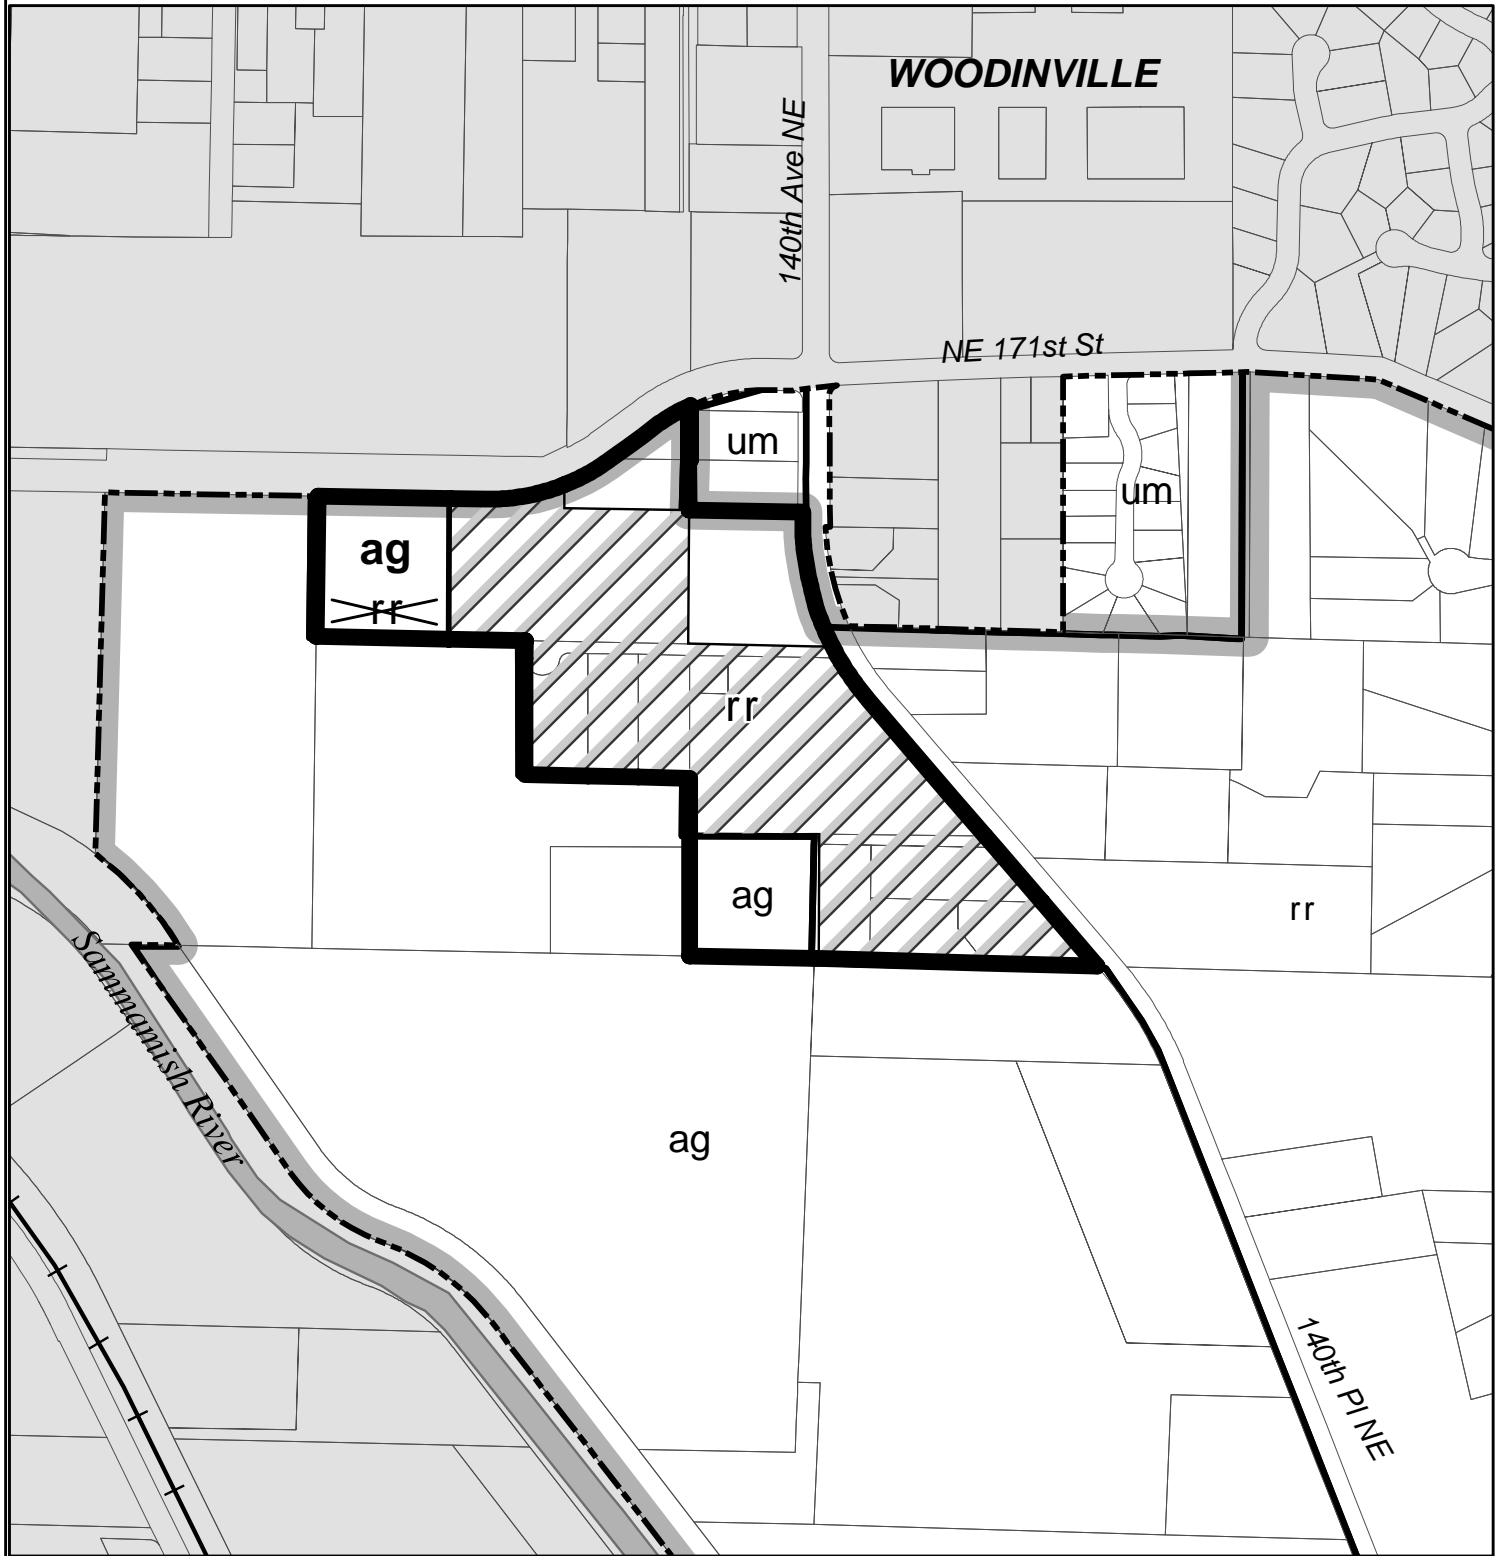 WOODINVILLE
140th Ave NE
NE 171st St
um
um
ag
rr
rr
ag
rr
Sammamish River
ag
140th Pl NE